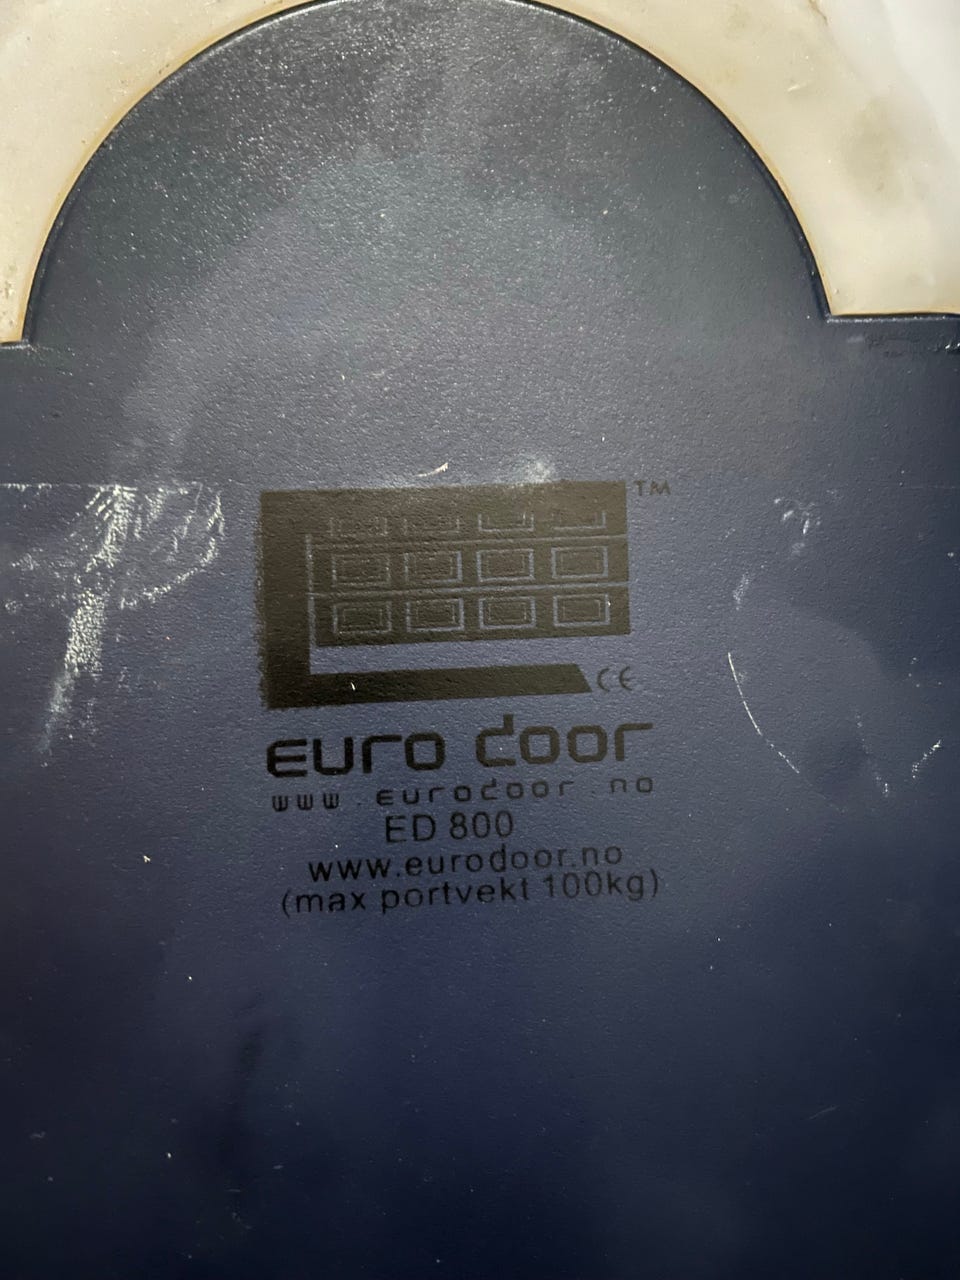 TM
CE
euro door
www.eurodoor.no
ED 800
www.eurodoor.no
(max portvekt 100kg)